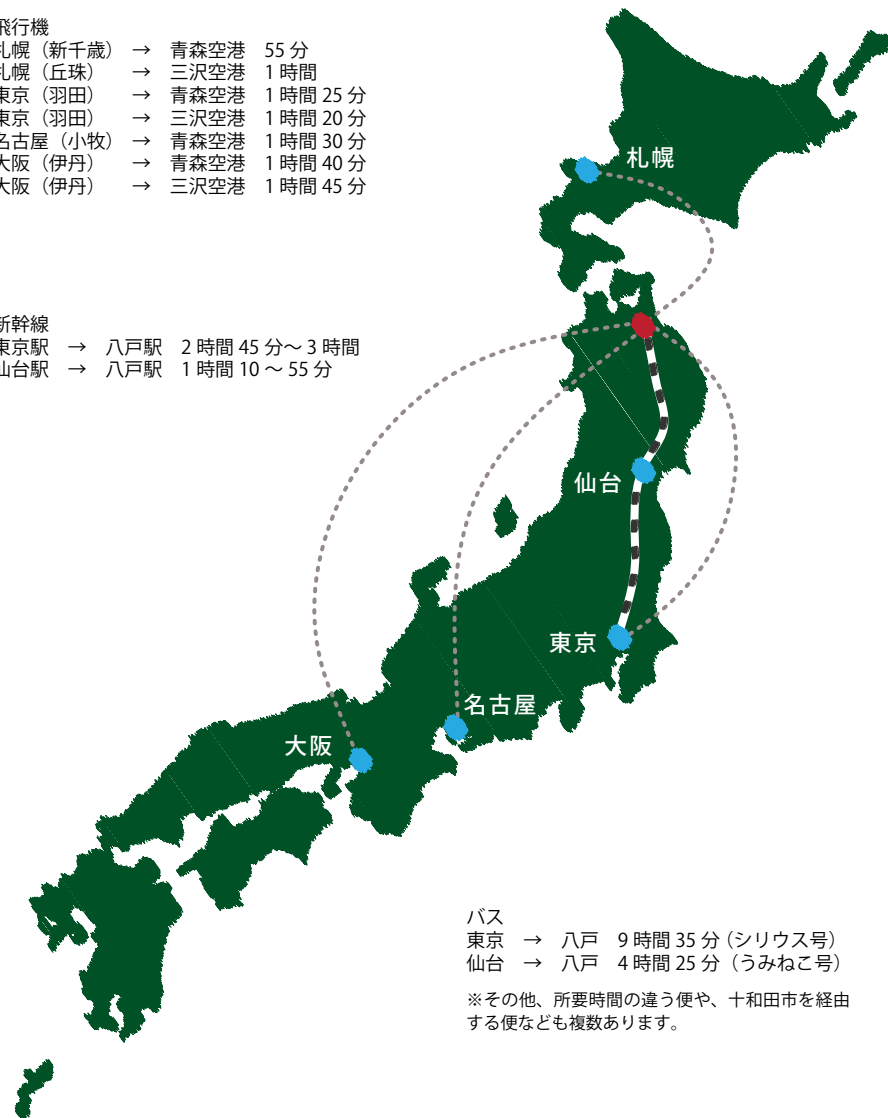 飛行機
札幌（新千歳） → 青森空港 55 分
札幌（丘珠） → 三沢空港 1 時間
東京（羽田） → 青森空港 1 時間 25 分
東京（羽田） → 三沢空港 1 時間 20 分
名古屋（小牧） → 青森空港 1 時間 30 分
大阪（伊丹） → 青森空港 1 時間 40 分
大阪（伊丹） → 三沢空港 1 時間 45 分
札幌
新幹線
東京駅 → 八戸駅 2 時間 45 分～ 3 時間
仙台駅 → 八戸駅 1 時間 10 ～ 55 分
仙台
東京
名古屋
大阪
バス
東京 → 八戸 9 時間 35 分（シリウス号）
仙台 → 八戸 4 時間 25 分（うみねこ号）
※その他、所要時間の違う便や、十和田市を経由
する便なども複数あります。